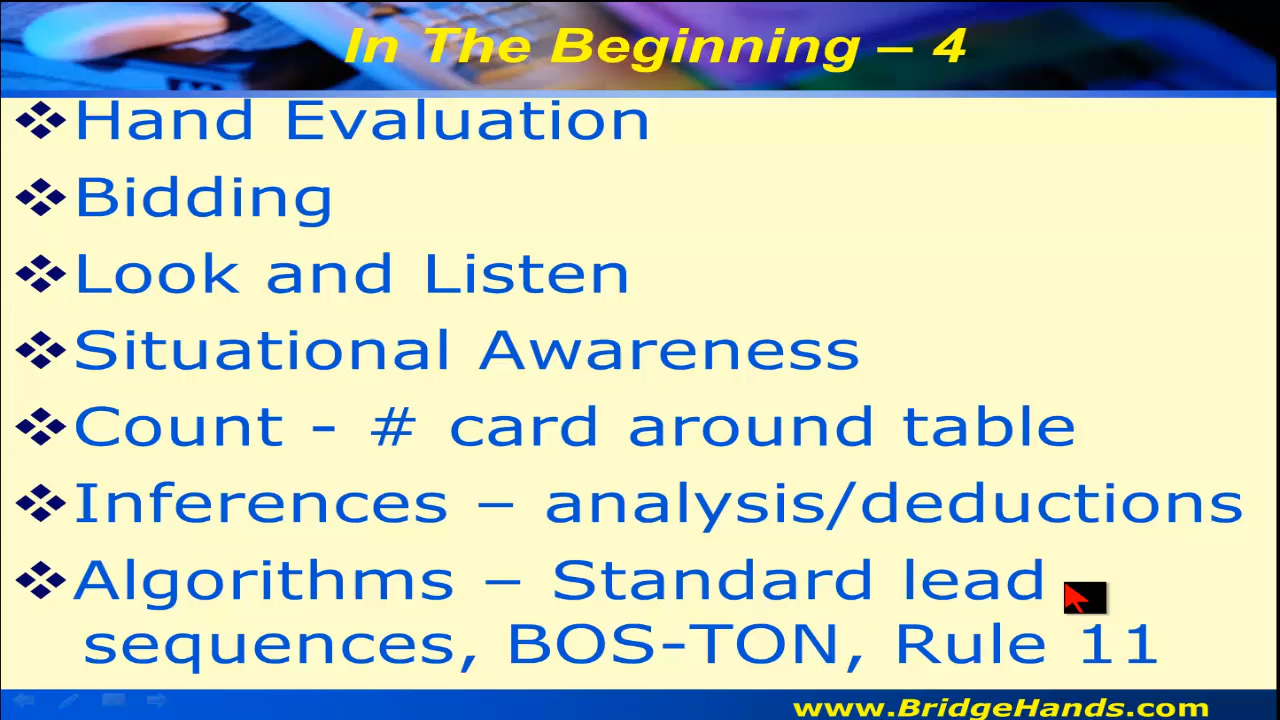 In The Beginning – 4
Hand Evaluation
Bidding
Look and Listen
Situational Awareness
Count - # card around table
Inferences – analysis/deductions
Algorithms – Standard lead
sequences, BOS-TON, Rule 11
www.BridgeHands.com